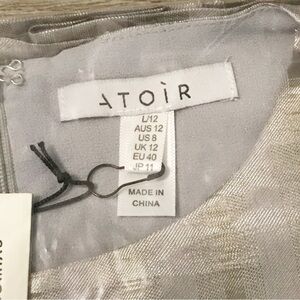 ATOÌR
L/12
AUS 12
US 8
UK 12
EU 40
JP 11
MADE IN
CHINA